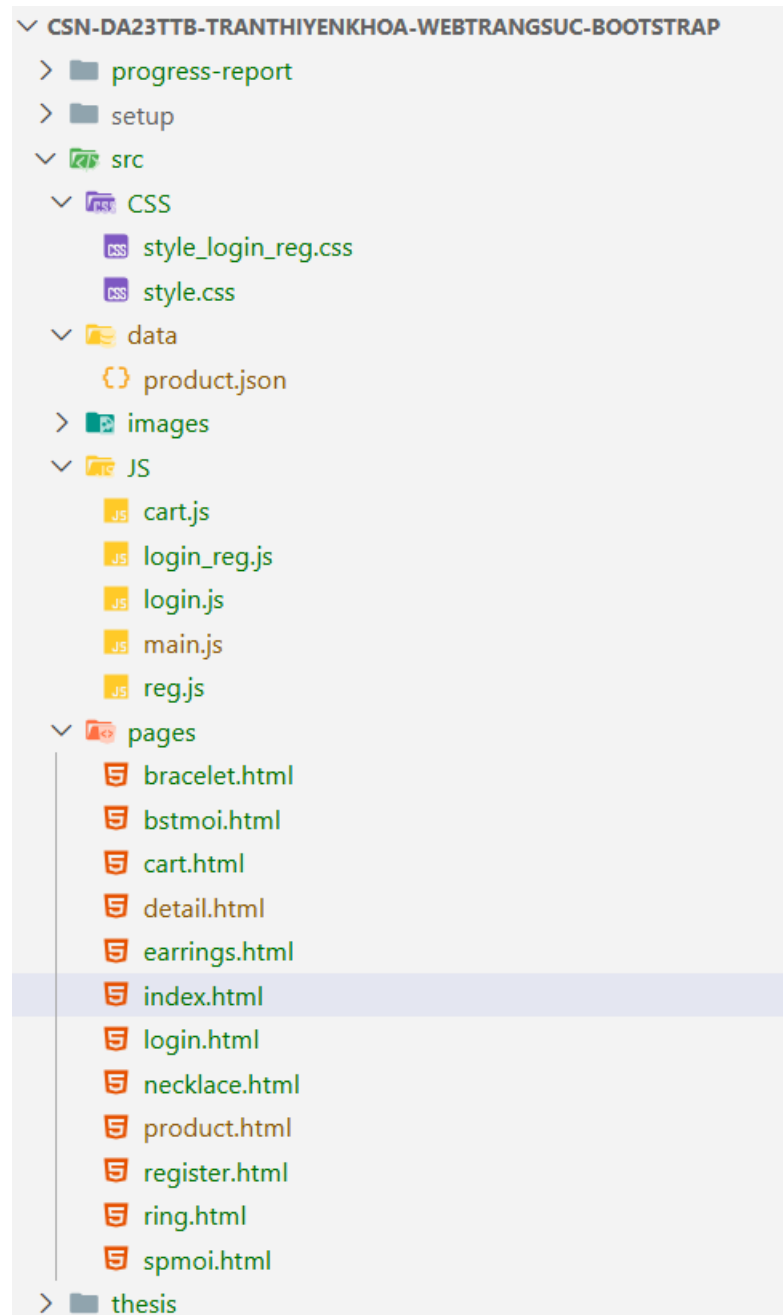 CSN-DA23TTB-TRANTHIYENKHOA-WEBTRANGSUC-BOOTSTRAP
progress-report
setup
src
CSS
style_login_reg.css
style.css
data
product.json
images
JS
cart.js
login_reg.js
login.js
main.js
reg.js
pages
bracelet.html
bstmoi.html
cart.html
detail.html
earrings.html
index.html
login.html
necklace.html
product.html
register.html
ring.html
spmoi.html
thesis